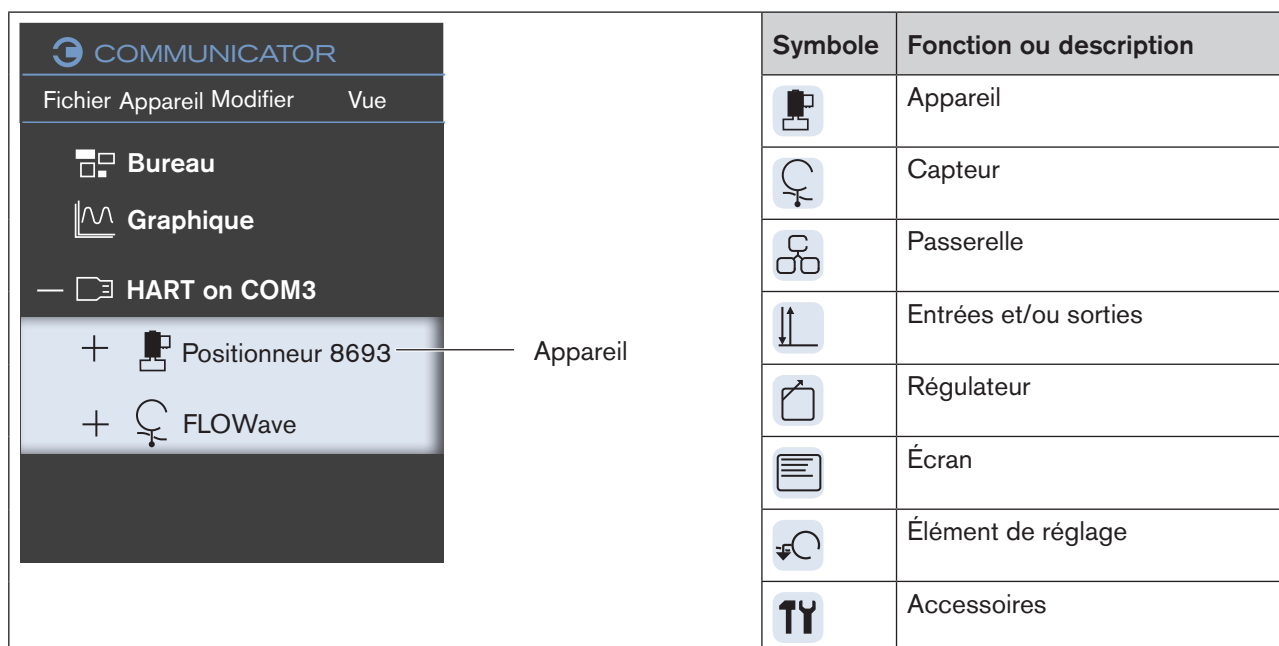 COMMUNICATOR
Fichier Appareil Modifier Vue
Bureau
Graphique
HART on COM3
Positionneur 8693
Appareil
FLOWave
Symbole Fonction ou description
Appareil
Capteur
Passerelle
Entrées et/ou sorties
Régulateur
Écran
Élément de réglage
Accessoires